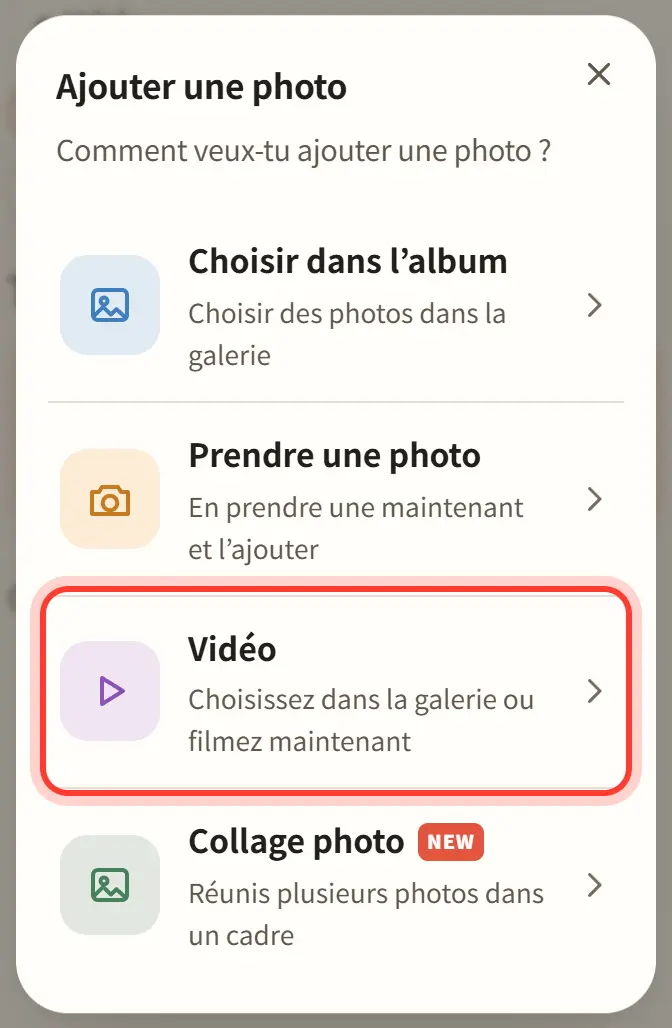 Ajouter une photo
Comment veux-tu ajouter une photo ?
Choisir dans l’album
Choisir des photos dans la
galerie
Prendre une photo
En prendre une maintenant
et l’ajouter
Vidéo
Choisissez dans la galerie ou
filmez maintenant
Collage photo NEW
Réunis plusieurs photos dans
un cadre